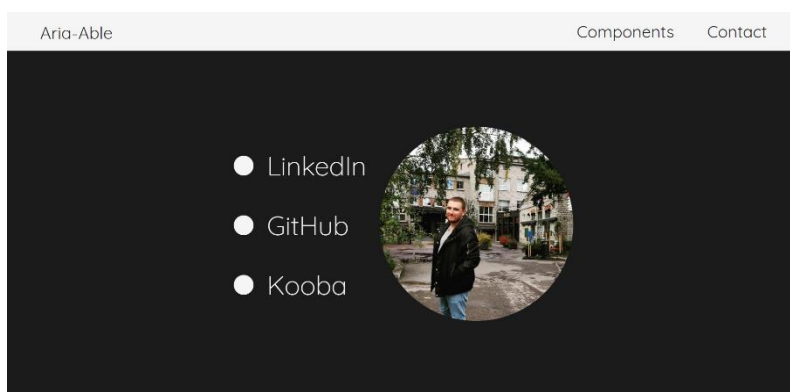 Aria-Able
Components
Contact
LinkedIn
GitHub
Kooba